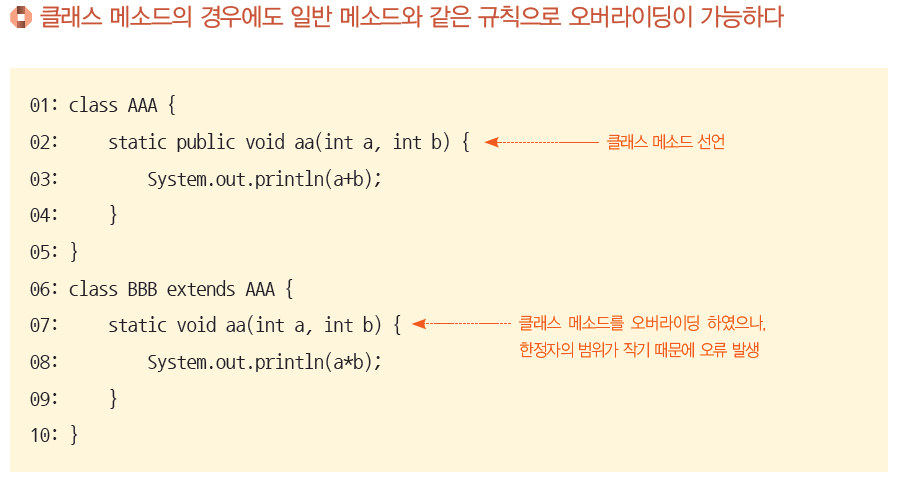 클래스 메소드의 경우에도 일반 메소드와 같은 규칙으로 오버라이딩이 가능하다
01: class AAA {
02:     static public void aa(int a, int b) { 클래스 메소드 선언
03:         System.out.println(a+b);
04:     }
05: }
06: class BBB extends AAA {
07:     static void aa(int a, int b) { 클래스 메소드를 오버라이딩 하였으나,
한정자의 범위가 작기 때문에 오류 발생
08:         System.out.println(a*b);
09:     }
10: }